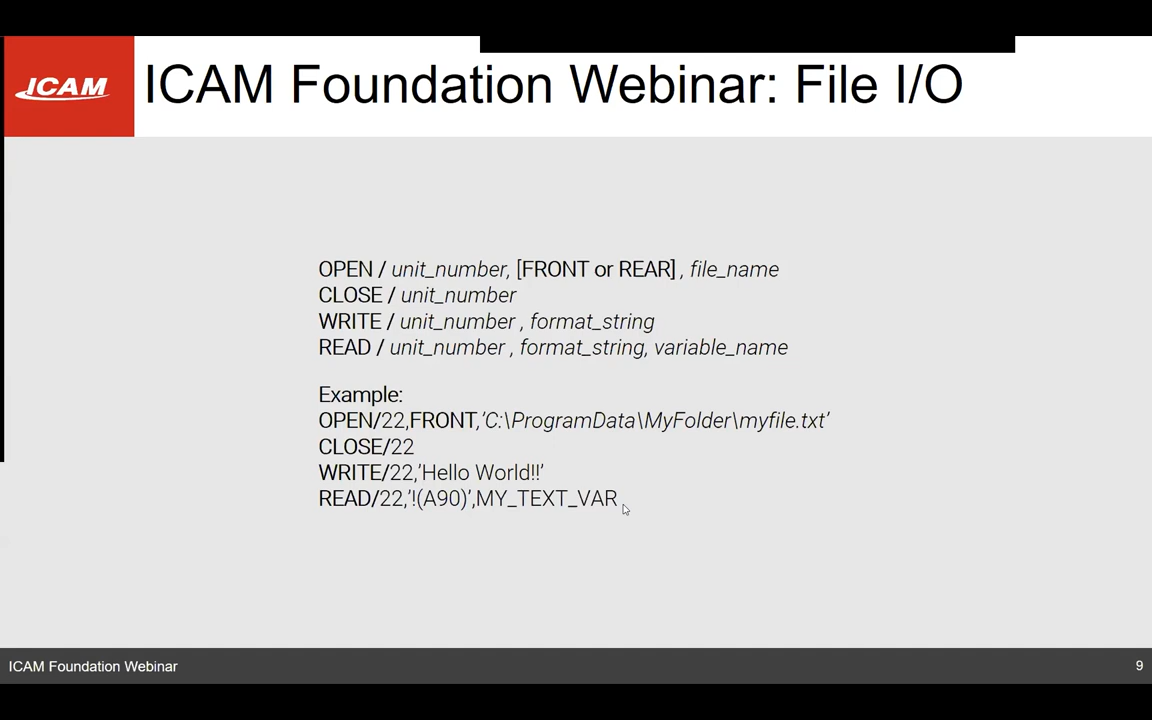 ICAM
ICAM Foundation Webinar: File I/O
OPEN / unit_number, [FRONT or REAR] , file_name
CLOSE / unit_number
WRITE / unit_number , format_string
READ / unit_number , format_string, variable_name
Example:
OPEN/22,FRONT,’C:\ProgramData\MyFolder\myfile.txt’
CLOSE/22
WRITE/22,’Hello World!!’
READ/22,’!(A90)’,MY_TEXT_VAR
ICAM Foundation Webinar
9